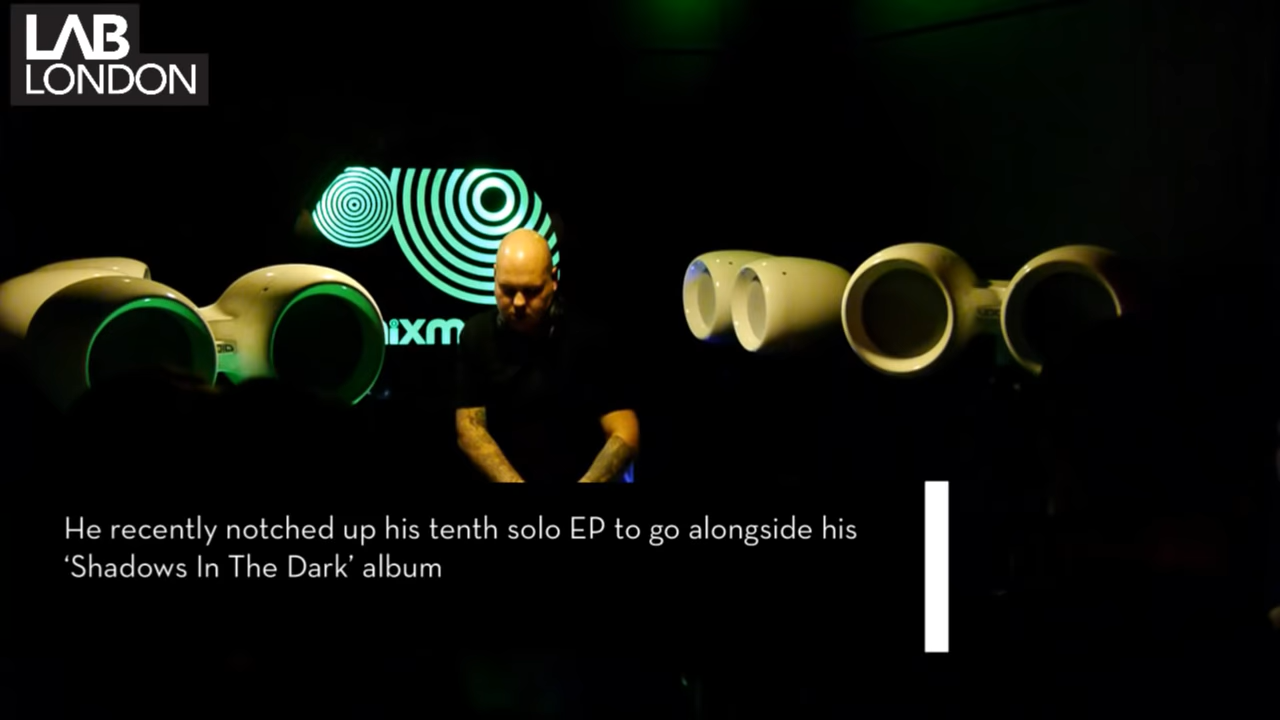 LAB
LONDON
mixm
He recently notched up his tenth solo EP to go alongside his
‘Shadows In The Dark’ album